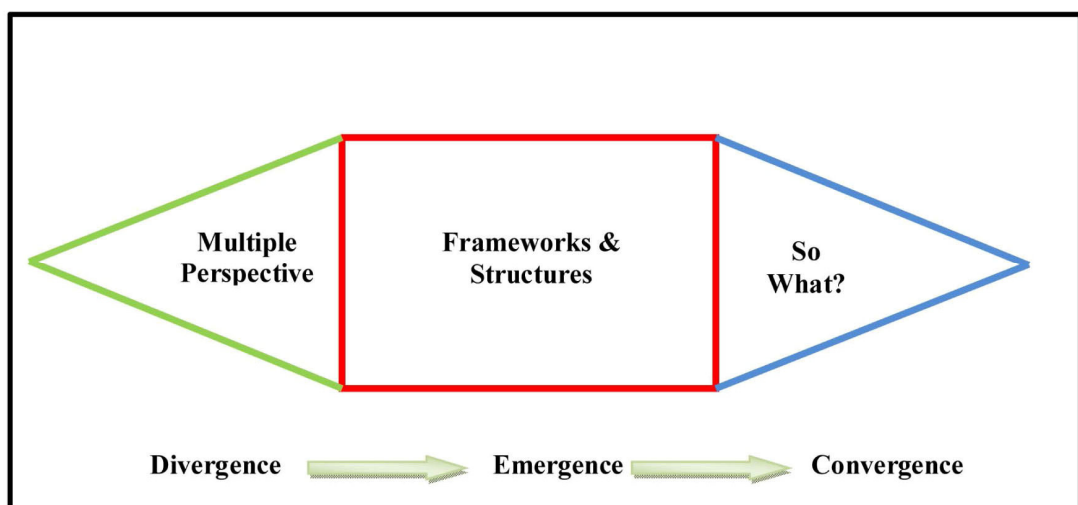 Multiple
Perspective
Frameworks &
Structures
So
What?
Divergence
Emergence
Convergence